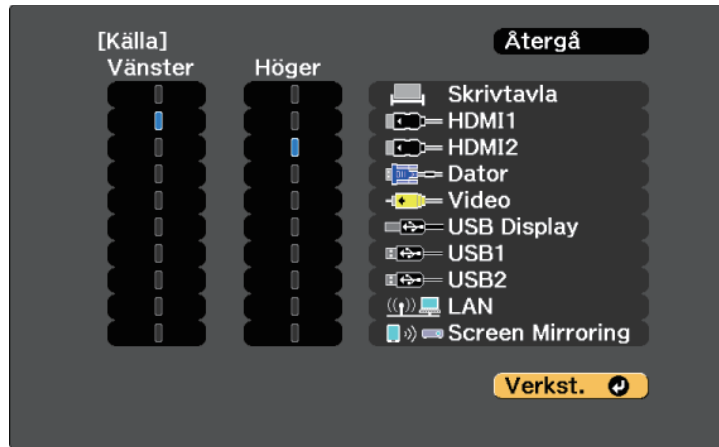 [Källa]
Återgå
Vänster Höger
Skrivtavla
HDMI1
HDMI2
Dator
Video
USB Display
USB1
USB2
LAN
Screen Mirroring
Verkst.